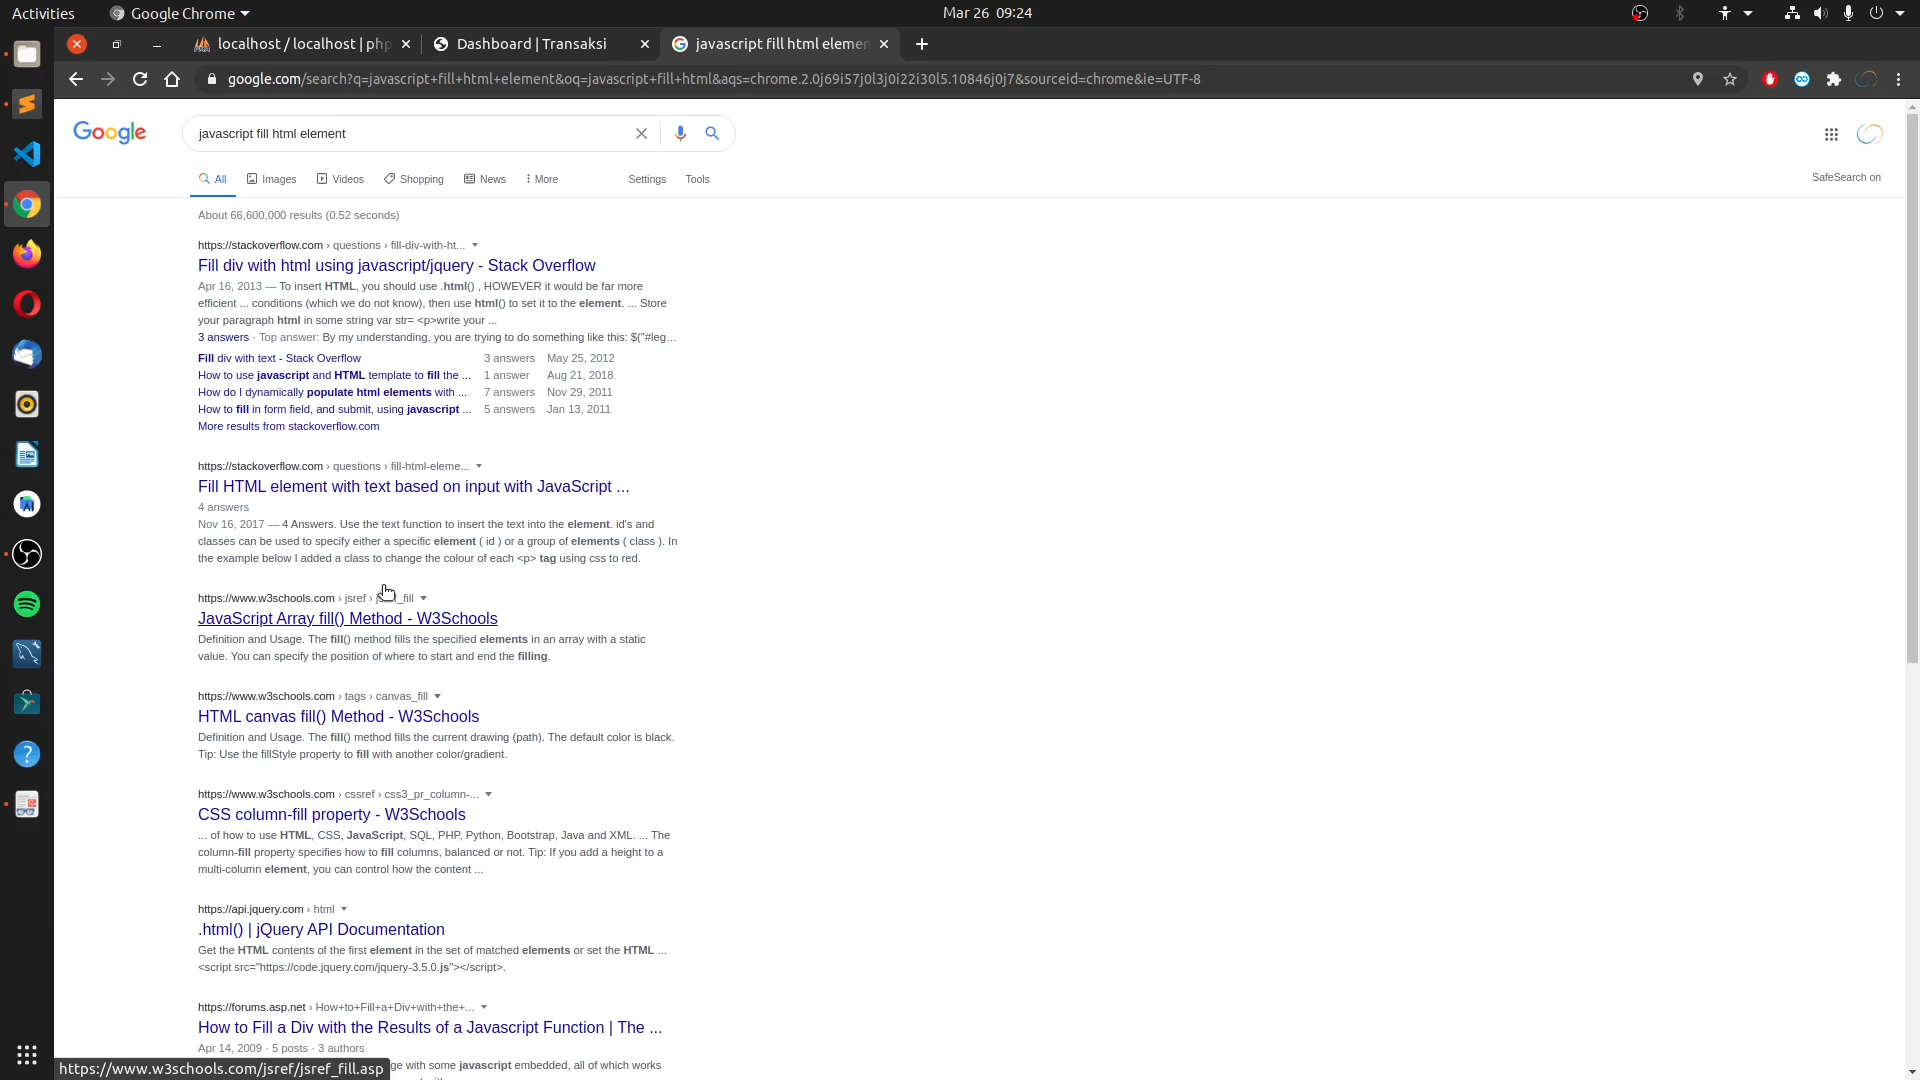 Activities
Google Chrome
Mar 26 09:24
localhost / localhost | php
Dashboard | Transaksi
javascript fill html elemen
google.com/search?q=javascript+fill+html+element&oq=javascript+fill+html&aqs=chrome.2.0j69i57j0l3j0i22i30l5.10846j0j7&sourceid=chrome&ie=UTF-8
Google
javascript fill html element
All
Images
Videos
Shopping
News
More
Settings
Tools
SafeSearch on
About 66,600,000 results (0.52 seconds)
https://stackoverflow.com › questions › fill-div-with-ht...
Fill div with html using javascript/jquery - Stack Overflow
Apr 16, 2013 — To insert HTML, you should use .html() , HOWEVER it would be far more
efficient ... conditions (which we do not know), then use html() to set it to the element. ... Store
your paragraph html in some string var str= <p>write your ...
3 answers · Top answer: By my understanding, you are trying to do something like this: $("#leg...
Fill div with text - Stack Overflow 3 answers May 25, 2012
How to use javascript and HTML template to fill the ... 1 answer Aug 21, 2018
How do I dynamically populate html elements with ... 7 answers Nov 29, 2011
How to fill in form field, and submit, using javascript ... 5 answers Jan 13, 2011
More results from stackoverflow.com
https://stackoverflow.com › questions › fill-html-eleme...
Fill HTML element with text based on input with JavaScript ...
4 answers
Nov 16, 2017 — 4 Answers. Use the text function to insert the text into the element. id's and
classes can be used to specify either a specific element ( id ) or a group of elements ( class ). In
the example below I added a class to change the colour of each <p> tag using css to red.
https://www.w3schools.com › jsref › _fill
JavaScript Array fill() Method - W3Schools
Definition and Usage. The fill() method fills the specified elements in an array with a static
value. You can specify the position of where to start and end the filling.
https://www.w3schools.com › tags › canvas_fill
HTML canvas fill() Method - W3Schools
Definition and Usage. The fill() method fills the current drawing (path). The default color is black.
Tip: Use the fillStyle property to fill with another color/gradient.
https://www.w3schools.com › cssref › css3_pr_column-...
CSS column-fill property - W3Schools
... of how to use HTML, CSS, JavaScript, SQL, PHP, Python, Bootstrap, Java and XML. ... The
column-fill property specifies how to fill columns, balanced or not. Tip: If you add a height to a
multi-column element, you can control how the content ...
https://api.jquery.com › html
.html() | jQuery API Documentation
Get the HTML contents of the first element in the set of matched elements or set the HTML ...
<script src="https://code.jquery.com/jquery-3.5.0.js"></script>.
https://forums.asp.net › How+to+Fill+a+Div+with+the+...
How to Fill a Div with the Results of a Javascript Function | The ...
Apr 14, 2009 · 5 posts · 3 authors
ge with some javascript embedded, all of which works
https://www.w3schools.com/jsref/jsref_fill.asp